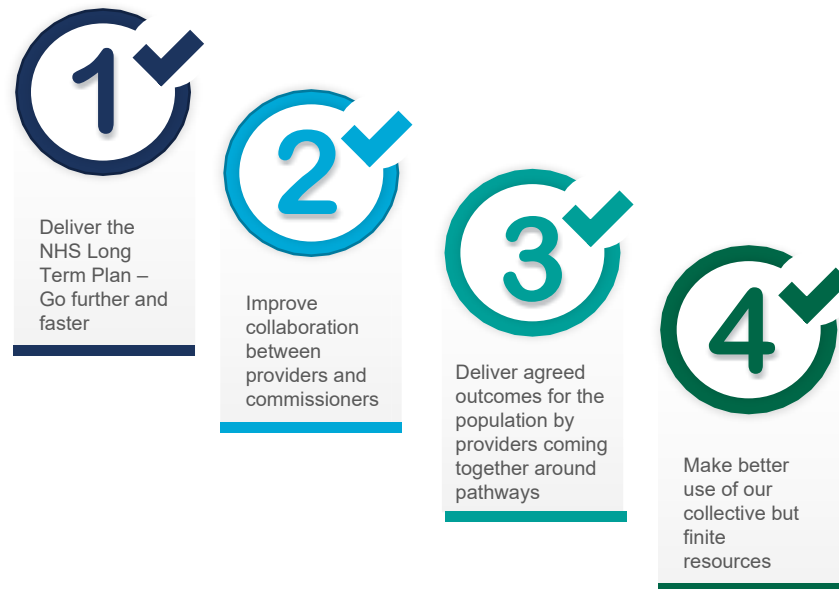 1
Deliver the
NHS Long
Term Plan –
Go further and
faster
2
Improve
collaboration
between
providers and
commissioners
3
Deliver agreed
outcomes for the
population by
providers coming
together around
pathways
4
Make better
use of our
collective but
finite
resources